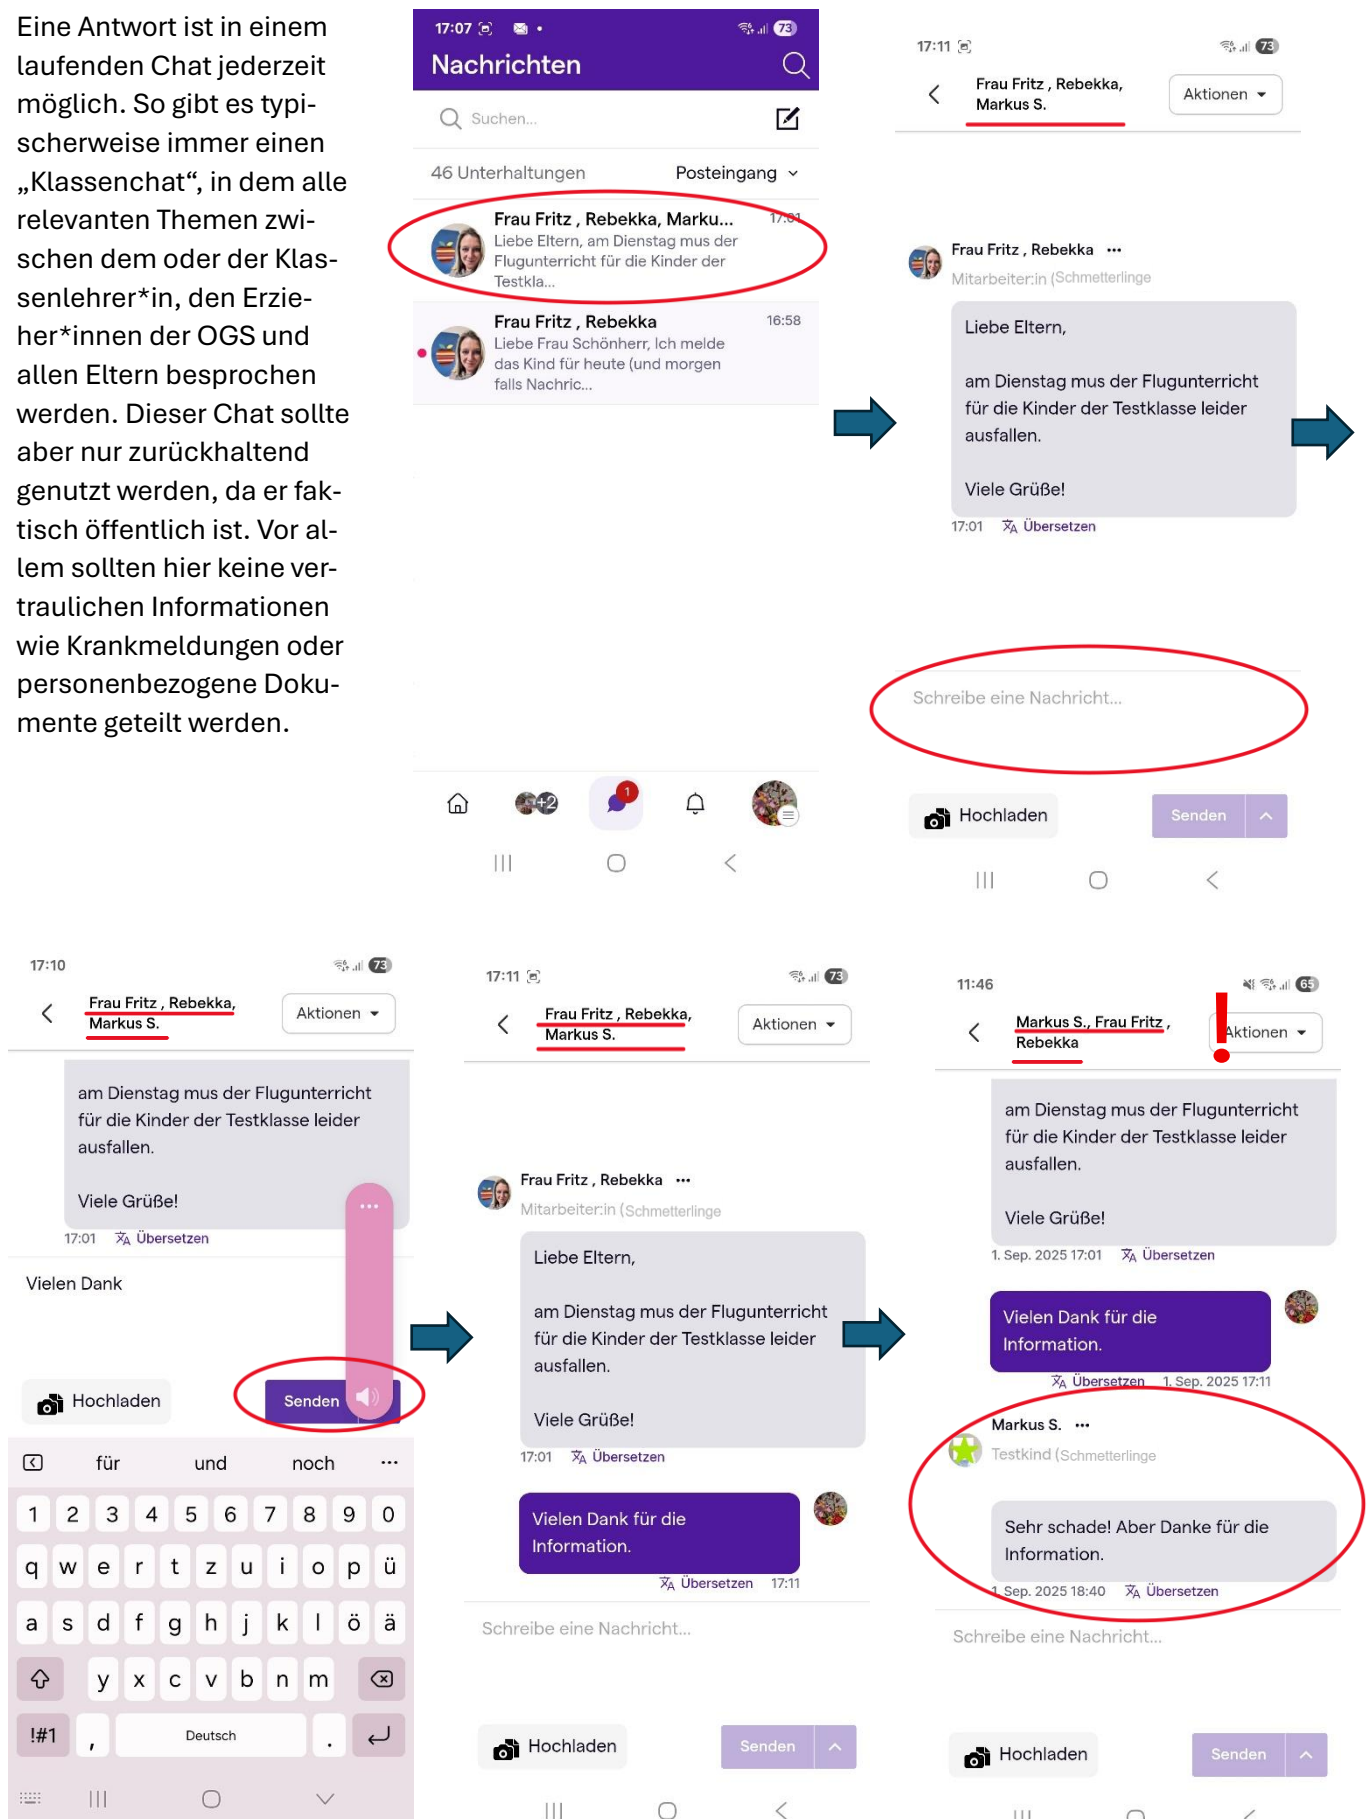 Eine Antwort ist in einem
laufenden Chat jederzeit
möglich. So gibt es typi-
scherweise immer einen
„Klassenchat“, in dem alle
relevanten Themen zwi-
schen dem oder der Klas-
senlehrer*in, den Erzie-
her*innen der OGS und
allen Eltern besprochen
werden. Dieser Chat sollte
aber nur zurückhaltend
genutzt werden, da er fak-
tisch öffentlich ist. Vor al-
lem sollten hier keine ver-
traulichen Informationen
wie Krankmeldungen oder
personenbezogene Doku-
mente geteilt werden.
17:07 73
Nachrichten
Suchen...
46 Unterhaltungen Posteingang
Frau Fritz , Rebekka, Marku... 17:01
Liebe Eltern, am Dienstag mus der
Flugunterricht für die Kinder der
Testkla...
Frau Fritz , Rebekka 16:58
Liebe Frau Schönherr, Ich melde
das Kind für heute (und morgen
falls Nachric...
+2 1
17:11 73
Frau Fritz , Rebekka,
Markus S.
Aktionen
Frau Fritz , Rebekka ...
Mitarbeiter:in (Schmetterlinge
Liebe Eltern,
am Dienstag mus der Flugunterricht
für die Kinder der Testklasse leider
ausfallen.
Viele Grüße!
17:01 Übersetzen
Schreibe eine Nachricht...
Hochladen Senden
17:10 73
Frau Fritz , Rebekka,
Markus S.
Aktionen
am Dienstag mus der Flugunterricht
für die Kinder der Testklasse leider
ausfallen.
Viele Grüße!
17:01 Übersetzen
Vielen Dank
Hochladen Senden
für und noch ...
1 2 3 4 5 6 7 8 9 0
q w e r t z u i o p ü
a s d f g h j k l ö ä
y x c v b n m
!#1 , Deutsch .
17:11 73
Frau Fritz , Rebekka,
Markus S.
Aktionen
Frau Fritz , Rebekka ...
Mitarbeiter:in (Schmetterlinge
Liebe Eltern,
am Dienstag mus der Flugunterricht
für die Kinder der Testklasse leider
ausfallen.
Viele Grüße!
17:01 Übersetzen
Vielen Dank für die
Information.
Übersetzen 17:11
Schreibe eine Nachricht...
Hochladen Senden
11:46 65
Markus S., Frau Fritz ,
Rebekka
! Aktionen
am Dienstag mus der Flugunterricht
für die Kinder der Testklasse leider
ausfallen.
Viele Grüße!
1. Sep. 2025 17:01 Übersetzen
Vielen Dank für die
Information.
Übersetzen 1. Sep. 2025 17:11
Markus S. ...
Testkind (Schmetterlinge
Sehr schade! Aber Danke für die
Information.
1. Sep. 2025 18:40 Übersetzen
Schreibe eine Nachricht...
Hochladen Senden